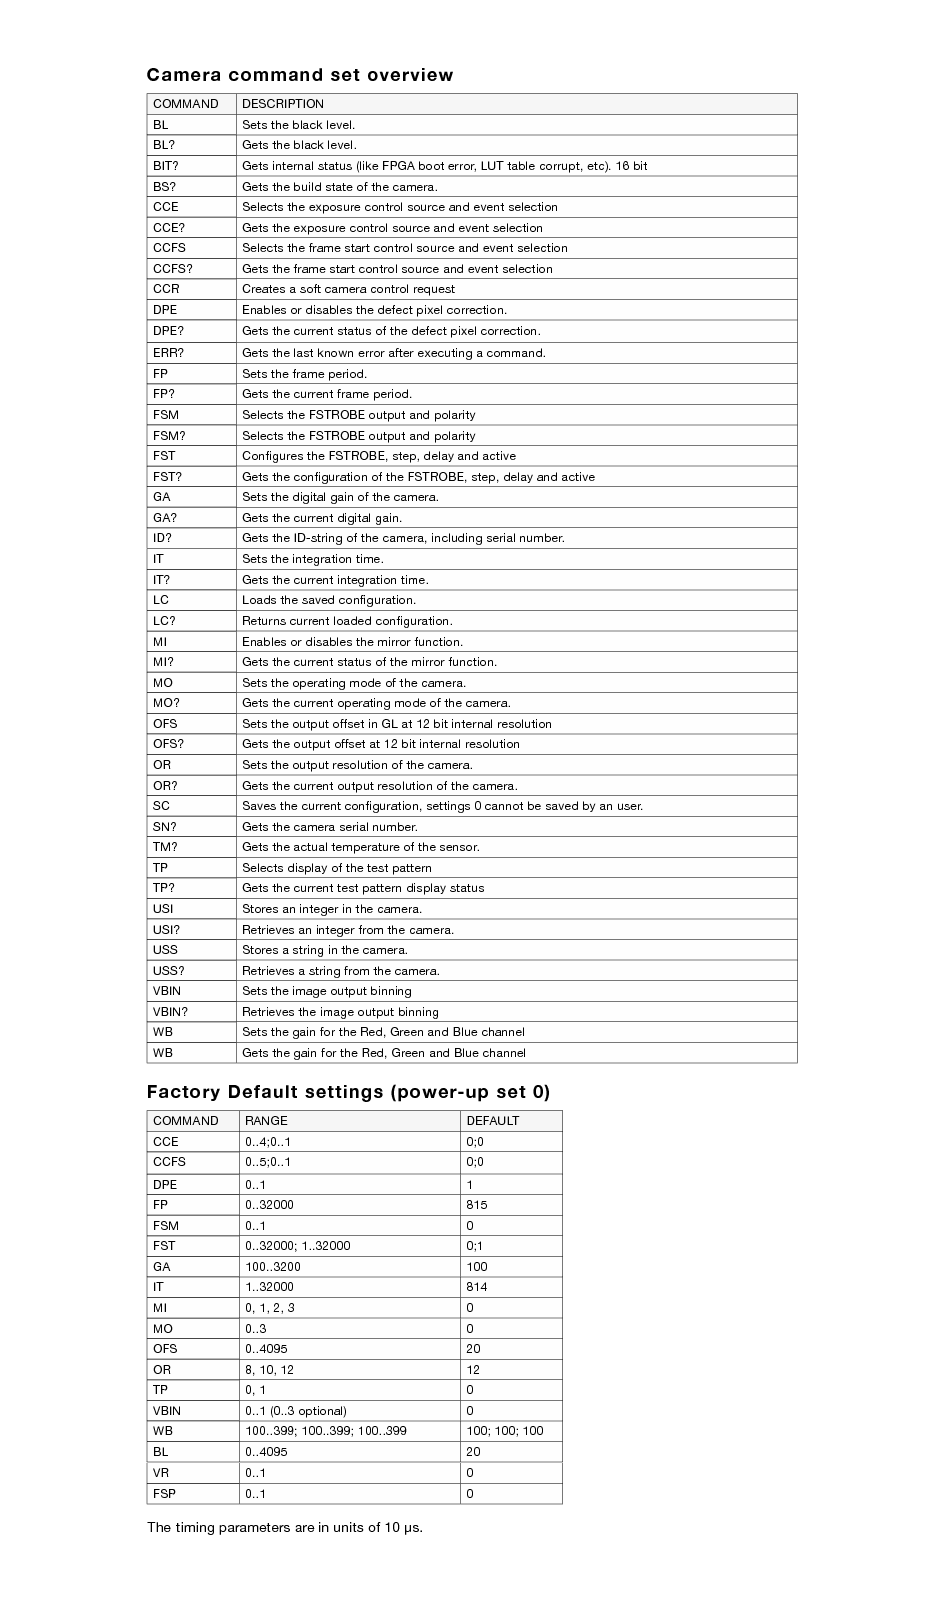 Camera command set overview
COMMAND DESCRIPTION
BL Sets the black level.
BL? Gets the black level.
BIT? Gets internal status (like FPGA boot error, LUT table corrupt, etc). 16 bit
BS? Gets the build state of the camera.
CCE Selects the exposure control source and event selection
CCE? Gets the exposure control source and event selection
CCFS Selects the frame start control source and event selection
CCFS? Gets the frame start control source and event selection
CCR Creates a soft camera control request
DPE Enables or disables the defect pixel correction.
DPE? Gets the current status of the defect pixel correction.
ERR? Gets the last known error after executing a command.
FP Sets the frame period.
FP? Gets the current frame period.
FSM Selects the FSTROBE output and polarity
FSM? Selects the FSTROBE output and polarity
FST Configures the FSTROBE, step, delay and active
FST? Gets the configuration of the FSTROBE, step, delay and active
GA Sets the digital gain of the camera.
GA? Gets the current digital gain.
ID? Gets the ID-string of the camera, including serial number.
IT Sets the integration time.
IT? Gets the current integration time.
LC Loads the saved configuration.
LC? Returns current loaded configuration.
MI Enables or disables the mirror function.
MI? Gets the current status of the mirror function.
MO Sets the operating mode of the camera.
MO? Gets the current operating mode of the camera.
OFS Sets the output offset in GL at 12 bit internal resolution
OFS? Gets the output offset at 12 bit internal resolution
OR Sets the output resolution of the camera.
OR? Gets the current output resolution of the camera.
SC Saves the current configuration, settings 0 cannot be saved by an user.
SN? Gets the camera serial number.
TM? Gets the actual temperature of the sensor.
TP Selects display of the test pattern
TP? Gets the current test pattern display status
USI Stores an integer in the camera.
USI? Retrieves an integer from the camera.
USS Stores a string in the camera.
USS? Retrieves a string from the camera.
VBIN Sets the image output binning
VBIN? Retrieves the image output binning
WB Sets the gain for the Red, Green and Blue channel
WB Gets the gain for the Red, Green and Blue channel
Factory Default settings (power-up set 0)
COMMAND RANGE DEFAULT
CCE 0..4;0..1 0;0
CCFS 0..5;0..1 0;0
DPE 0..1 1
FP 0..32000 815
FSM 0..1 0
FST 0..32000; 1..32000 0;1
GA 100..3200 100
IT 1..32000 814
MI 0, 1, 2, 3 0
MO 0..3 0
OFS 0..4095 20
OR 8, 10, 12 12
TP 0, 1 0
VBIN 0..1 (0..3 optional) 0
WB 100..399; 100..399; 100..399 100; 100; 100
BL 0..4095 20
VR 0..1 0
FSP 0..1 0
The timing parameters are in units of 10 µs.